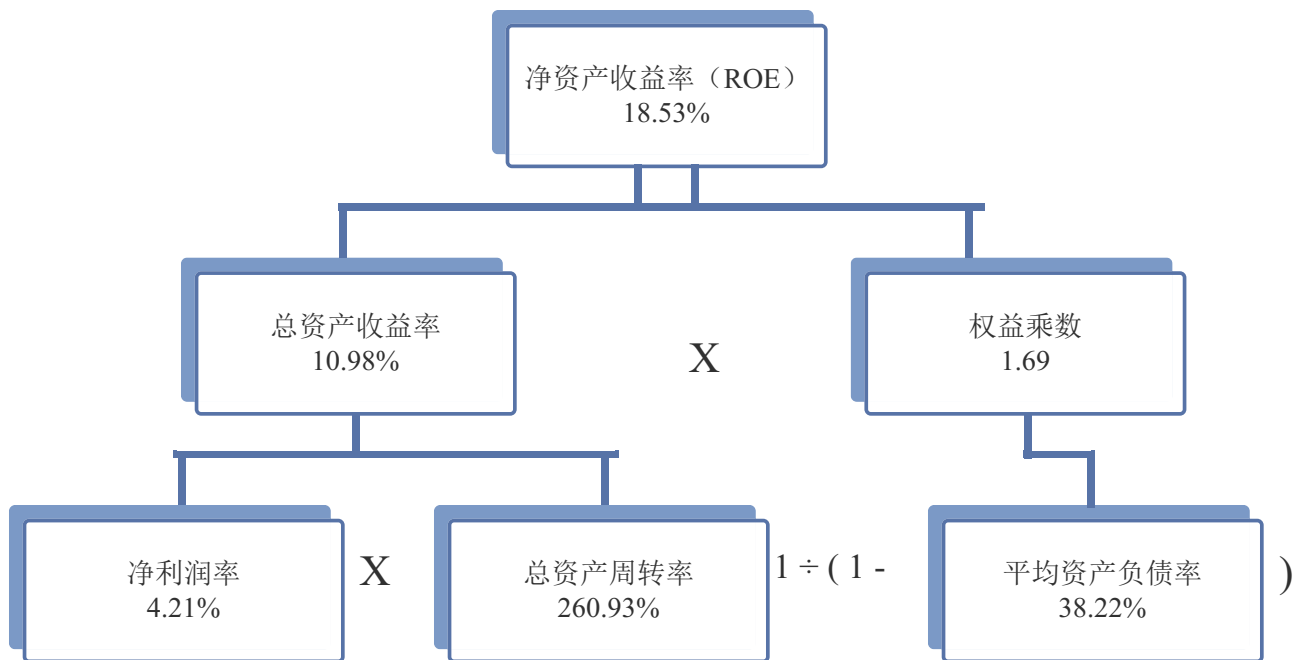 净资产收益率（ROE）
18.53%
总资产收益率
10.98%
X
权益乘数
1.69
净利润率
4.21%
X
总资产周转率
260.93%
1 ÷ ( 1 -
平均资产负债率
38.22%
)